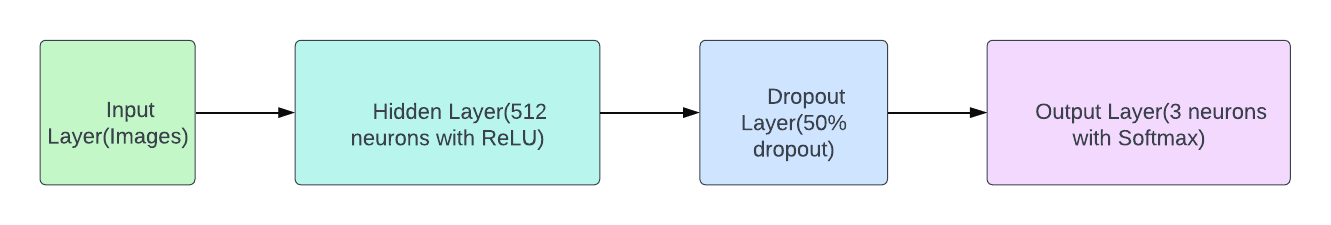 Input
Layer(Images)
Hidden Layer(512
neurons with ReLU)
Dropout
Layer(50%
dropout)
Output Layer(3 neurons
with Softmax)